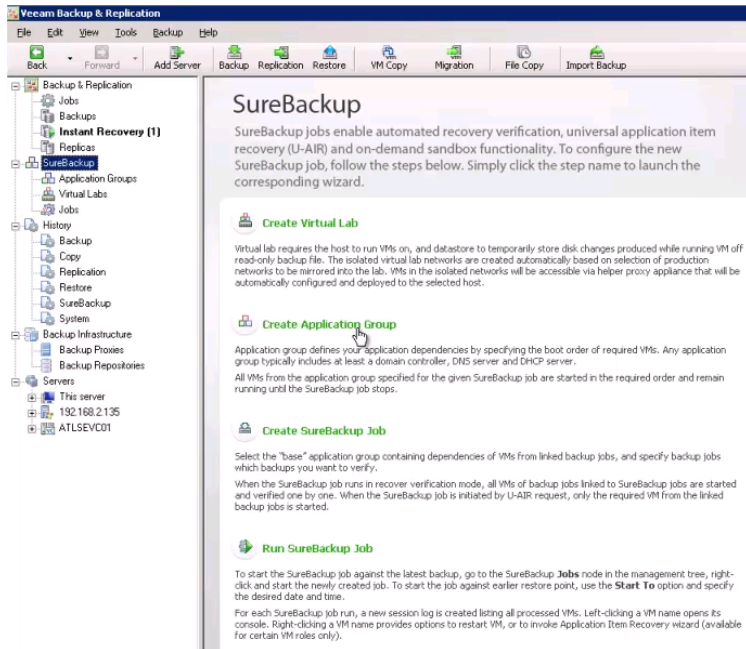 Veeam Backup & Replication
File Edit View Tools Backup Help
Back Forward Add Server Backup Replication Restore VM Copy Migration File Copy Import Backup
Backup & Replication
Jobs
Backups
Instant Recovery (1)
Replicas
SureBackup
Application Groups
Virtual Labs
Jobs
History
Backup
Copy
Replication
Restore
SureBackup
System
Backup Infrastructure
Backup Proxies
Backup Repositories
Servers
This server
192.168.2.135
ATLSEVC01
SureBackup
SureBackup jobs enable automated recovery verification, universal application item
recovery (U-AIR) and on-demand sandbox functionality. To configure the new
SureBackup job, follow the steps below. Simply click the step name to launch the
corresponding wizard.
Create Virtual Lab
Virtual lab requires the host to run VMs on, and datastore to temporarily store disk changes produced while running VM off
read-only backup file. The isolated virtual lab networks are created automatically based on selection of production
networks to be mirrored into the lab. VMs in the isolated networks will be accessible via helper proxy appliance that will be
automatically configured and deployed to the selected host.
Create Application Group
Application group defines your application dependencies by specifying the boot order of required VMs. Any application
group typically includes at least a domain controller, DNS server and DHCP server.
All VMs from the application group specified for the given SureBackup job are started in the required order and remain
running until the SureBackup job stops.
Create SureBackup Job
Select the "base" application group containing dependencies of VMs from linked backup jobs, and specify backup jobs
which backups you want to verify.
When the SureBackup job runs in recover verification mode, all VMs of backup jobs linked to SureBackup jobs are started
and verified one by one. When the SureBackup job is initiated by U-AIR request, only the required VM from the linked
backup jobs is started.
Run SureBackup Job
To start the SureBackup job against the latest backup, go to the SureBackup Jobs node in the management tree, right-
click and start the newly created job. To start the job against earlier restore point, use the Start To option and specify
the desired date and time.
For each SureBackup job run, a new session log is created listing all processed VMs. Left-clicking a VM name opens its
console. Right-clicking a VM name provides options to restart VM, or to invoke Application Item Recovery wizard (available
for certain VM roles only).